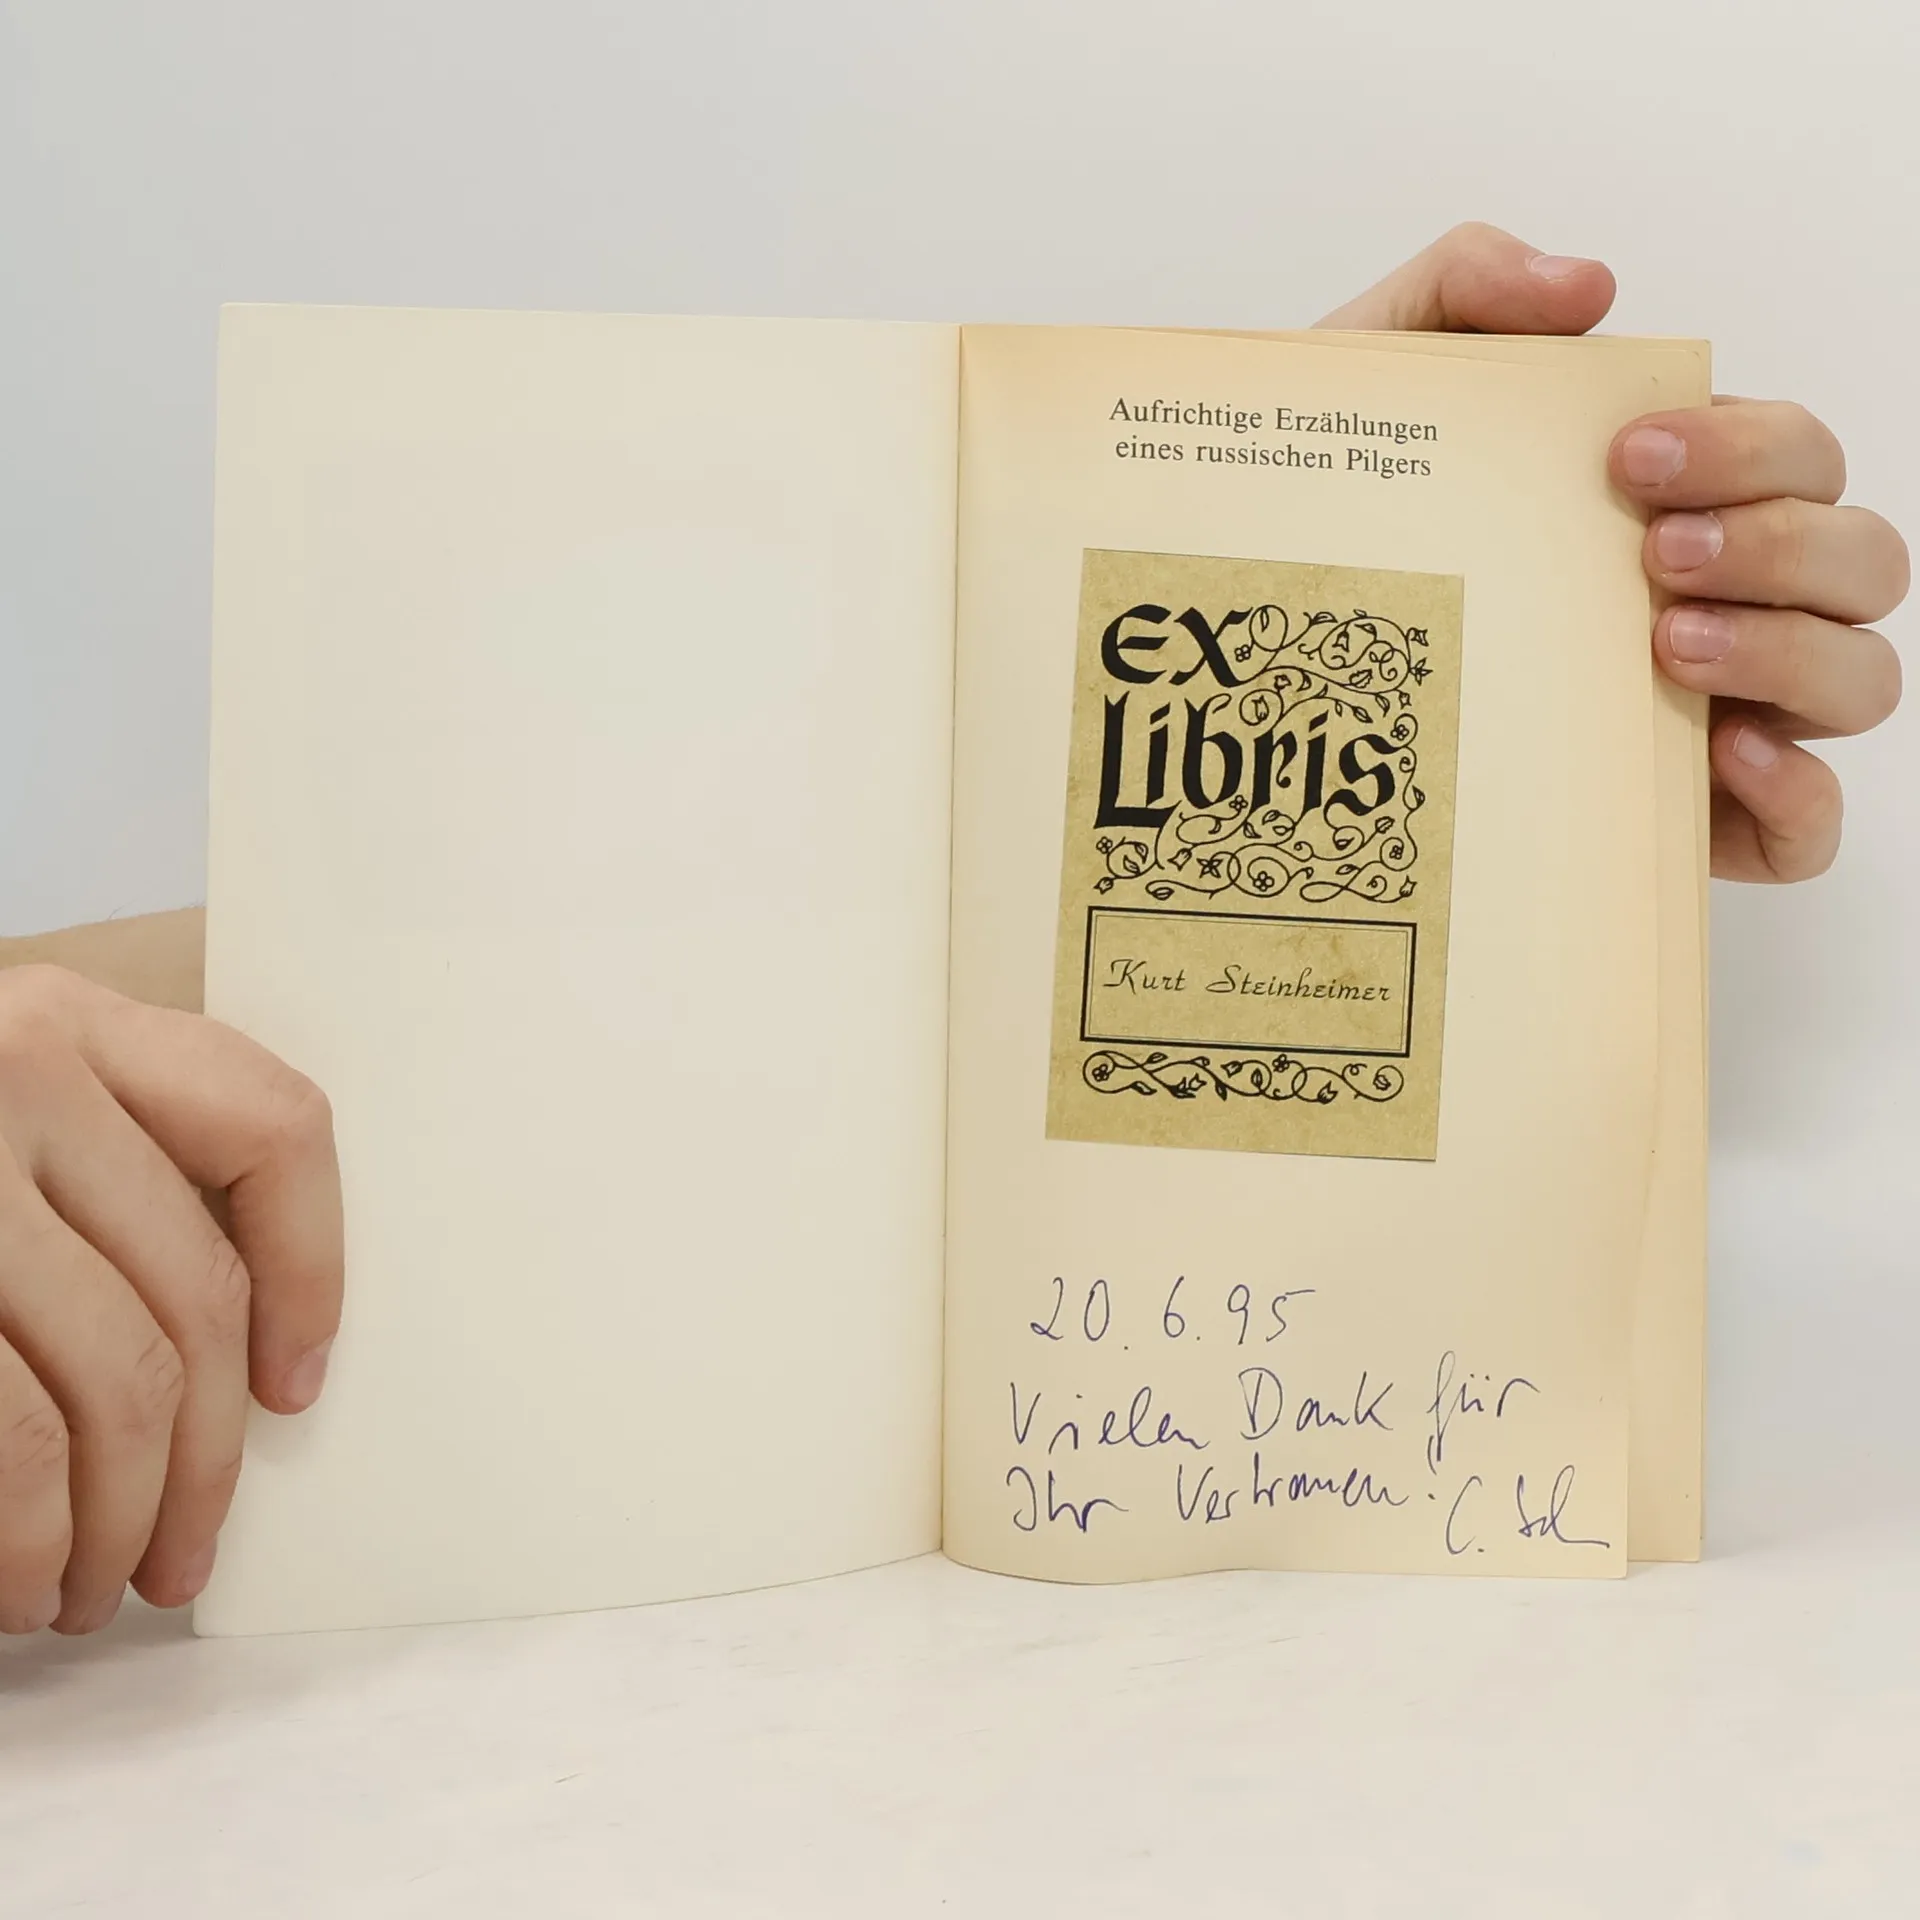 Aufrichtige Erzählungen
eines russischen Pilgers
Ex
Libris
Kurt Steinheimer
20.6.95
Vielen Dank für
Ihr Vertrauen! C.